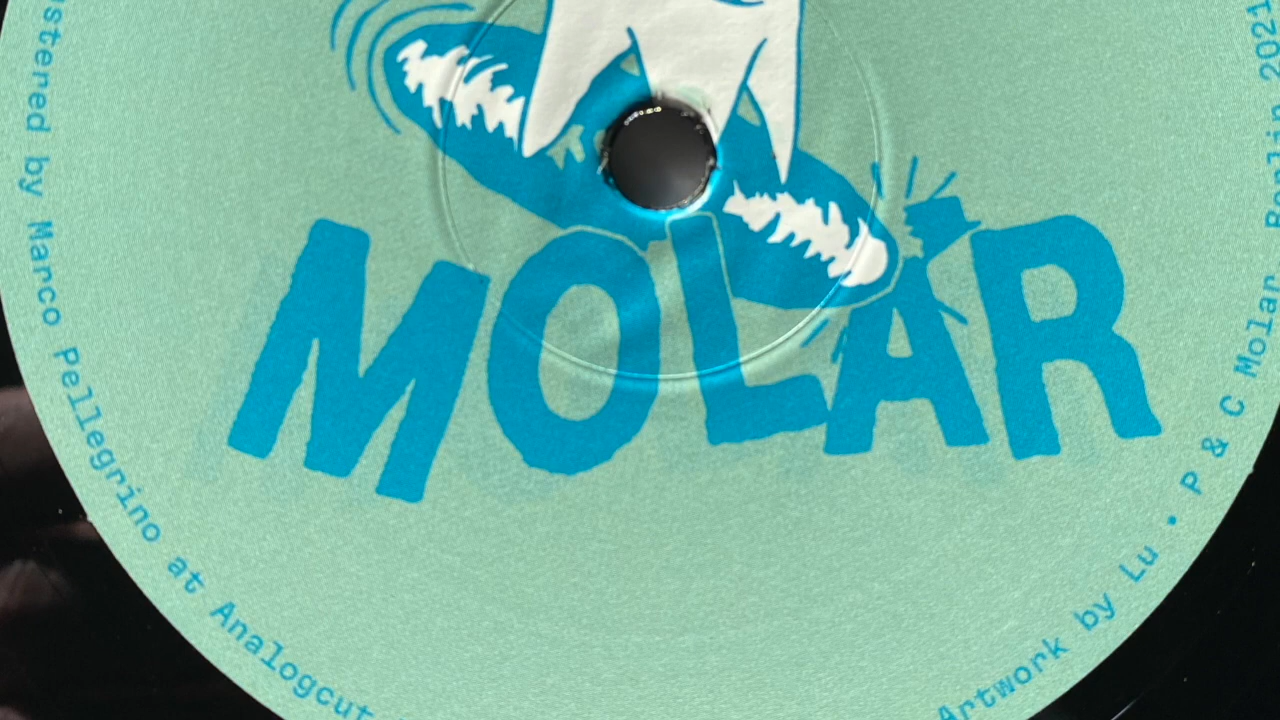 MOLAR
stered by Marco Pellegrino at Analogcut
Artwork by Lu • P & C Molar Berlin 2021